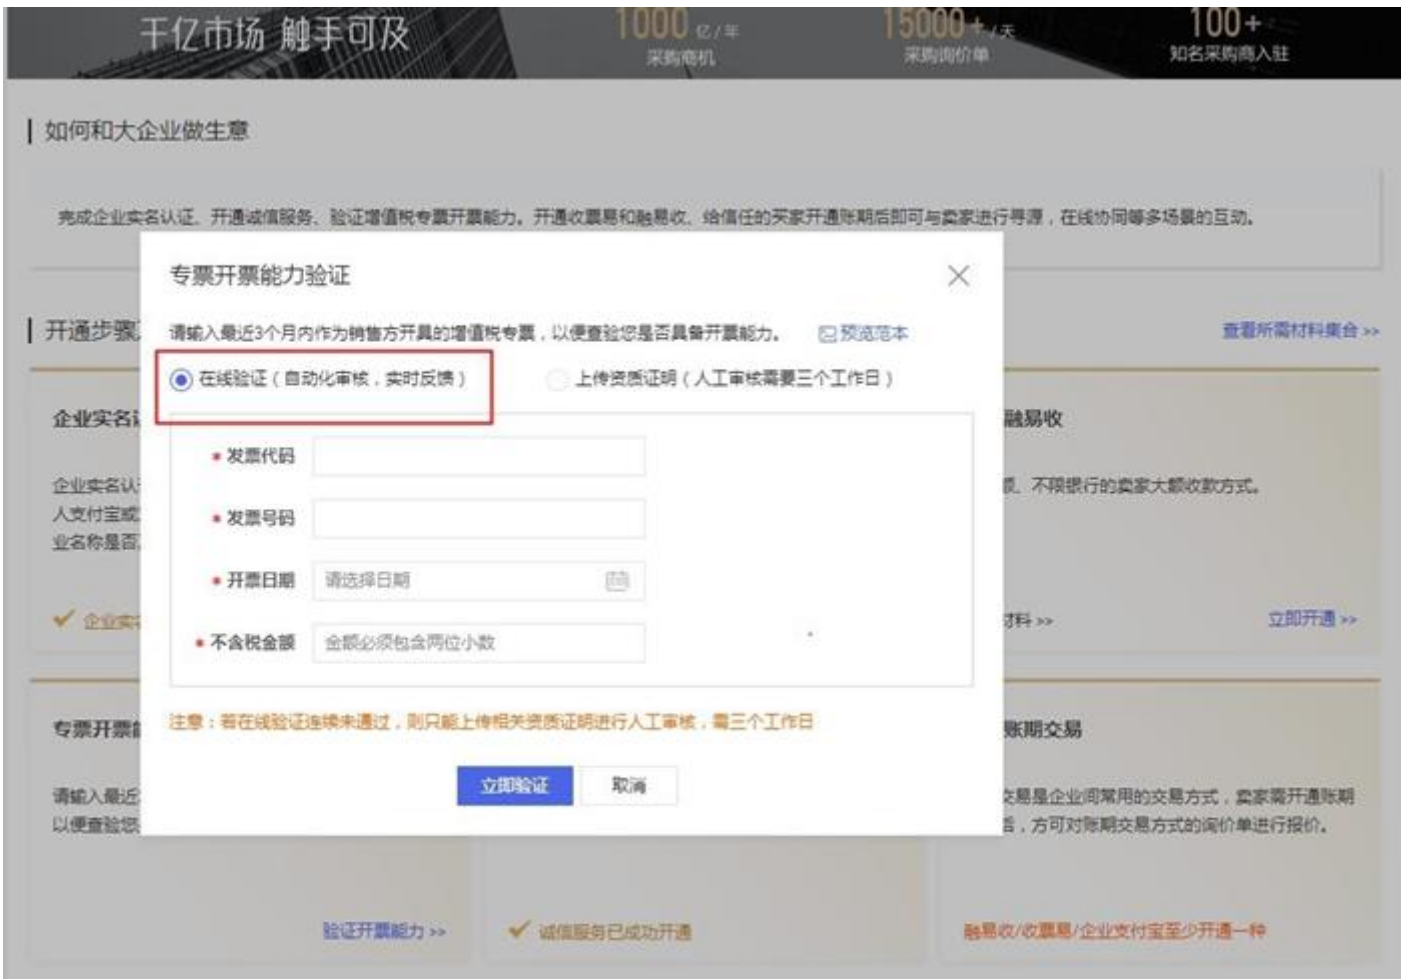 千亿市场 触手可及
1000 亿/年
采购商机
15000+ /天
采购询价单
100+
知名采购商入驻
如何和大企业做生意
完成企业实名认证、开通诚信服务、验证增值税专票开票能力。开通收票易和融易收、给信任的买家开通账期后即可与卖家进行寻源,在线协同等多场景的互动。
专票开票能力验证
开通步骤
请输入最近3个月内作为销售方开具的增值税专票,以便查验您是否具备开票能力。 预览范本
查看所需材料集合 >>
在线验证(自动化审核,实时反馈) 上传资质证明(人工审核需要三个工作日)
企业实名
融易收
* 发票代码
企业实名认
、不限银行的卖家大额收款方式。
人支付宝或
* 发票号码
业名称是否
* 开票日期 请选择日期
企业实
材料 >>
立即开通 >>
* 不含税金额 金额必须包含两位小数
注意:若在线验证连续未通过,则只能上传相关资质证明进行人工审核,需三个工作日
专票开票
账期交易
立即验证 取消
请输入最近
交易是企业间常用的交易方式,卖家需开通账期
以便查验您
后,方可对账期交易方式的询价单进行报价。
验证开票能力 >>
诚信服务已成功开通
融易收/收票易/企业支付宝至少开通一种